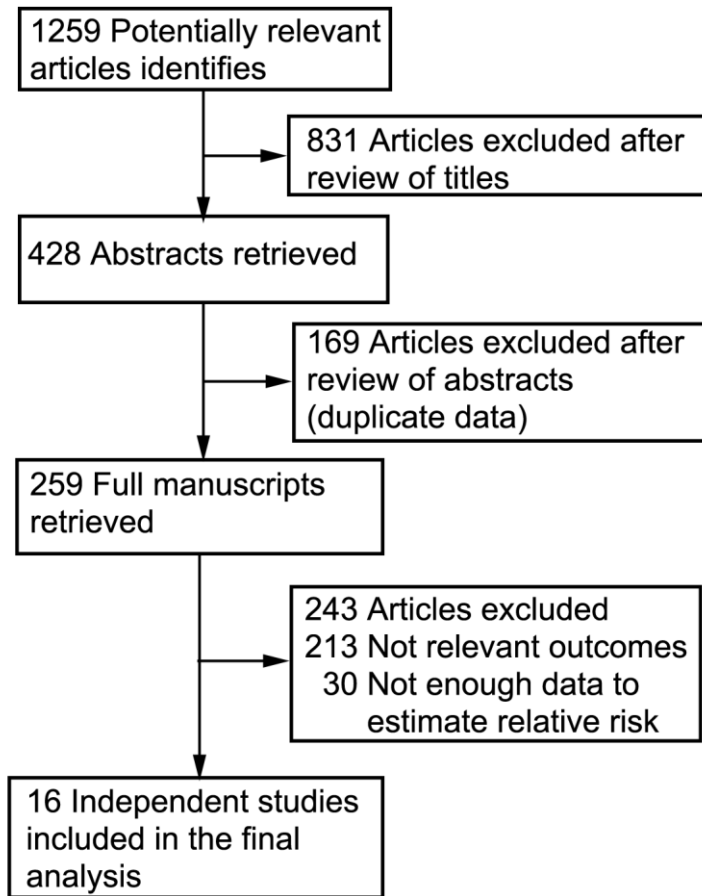 1259 Potentially relevant
articles identifies
831 Articles excluded after
review of titles
428 Abstracts retrieved
169 Articles excluded after
review of abstracts
(duplicate data)
259 Full manuscripts
retrieved
243 Articles excluded
213 Not relevant outcomes
30 Not enough data to
estimate relative risk
16 Independent studies
included in the final
analysis